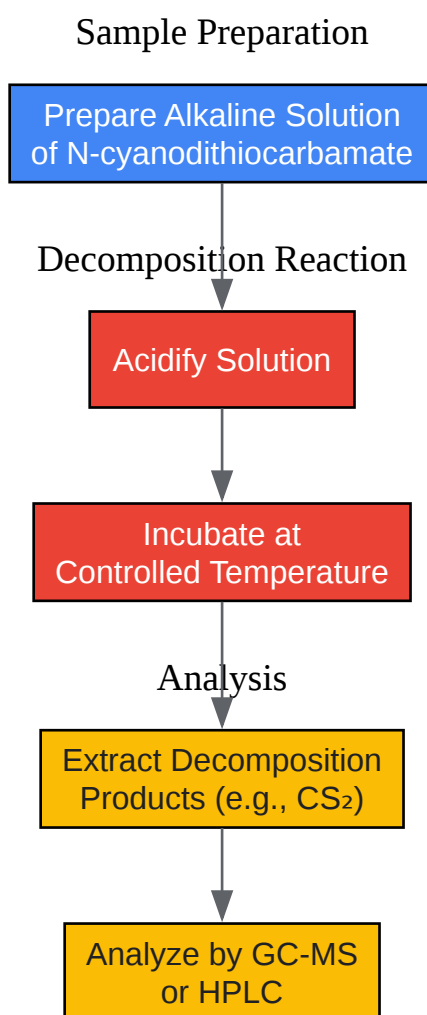 Sample Preparation
Prepare Alkaline Solution
of N-cyanodithiocarbamate
Decomposition Reaction
Acidify Solution
Incubate at
Controlled Temperature
Analysis
Extract Decomposition
Products (e.g., CS₂)
Analyze by GC-MS
or HPLC